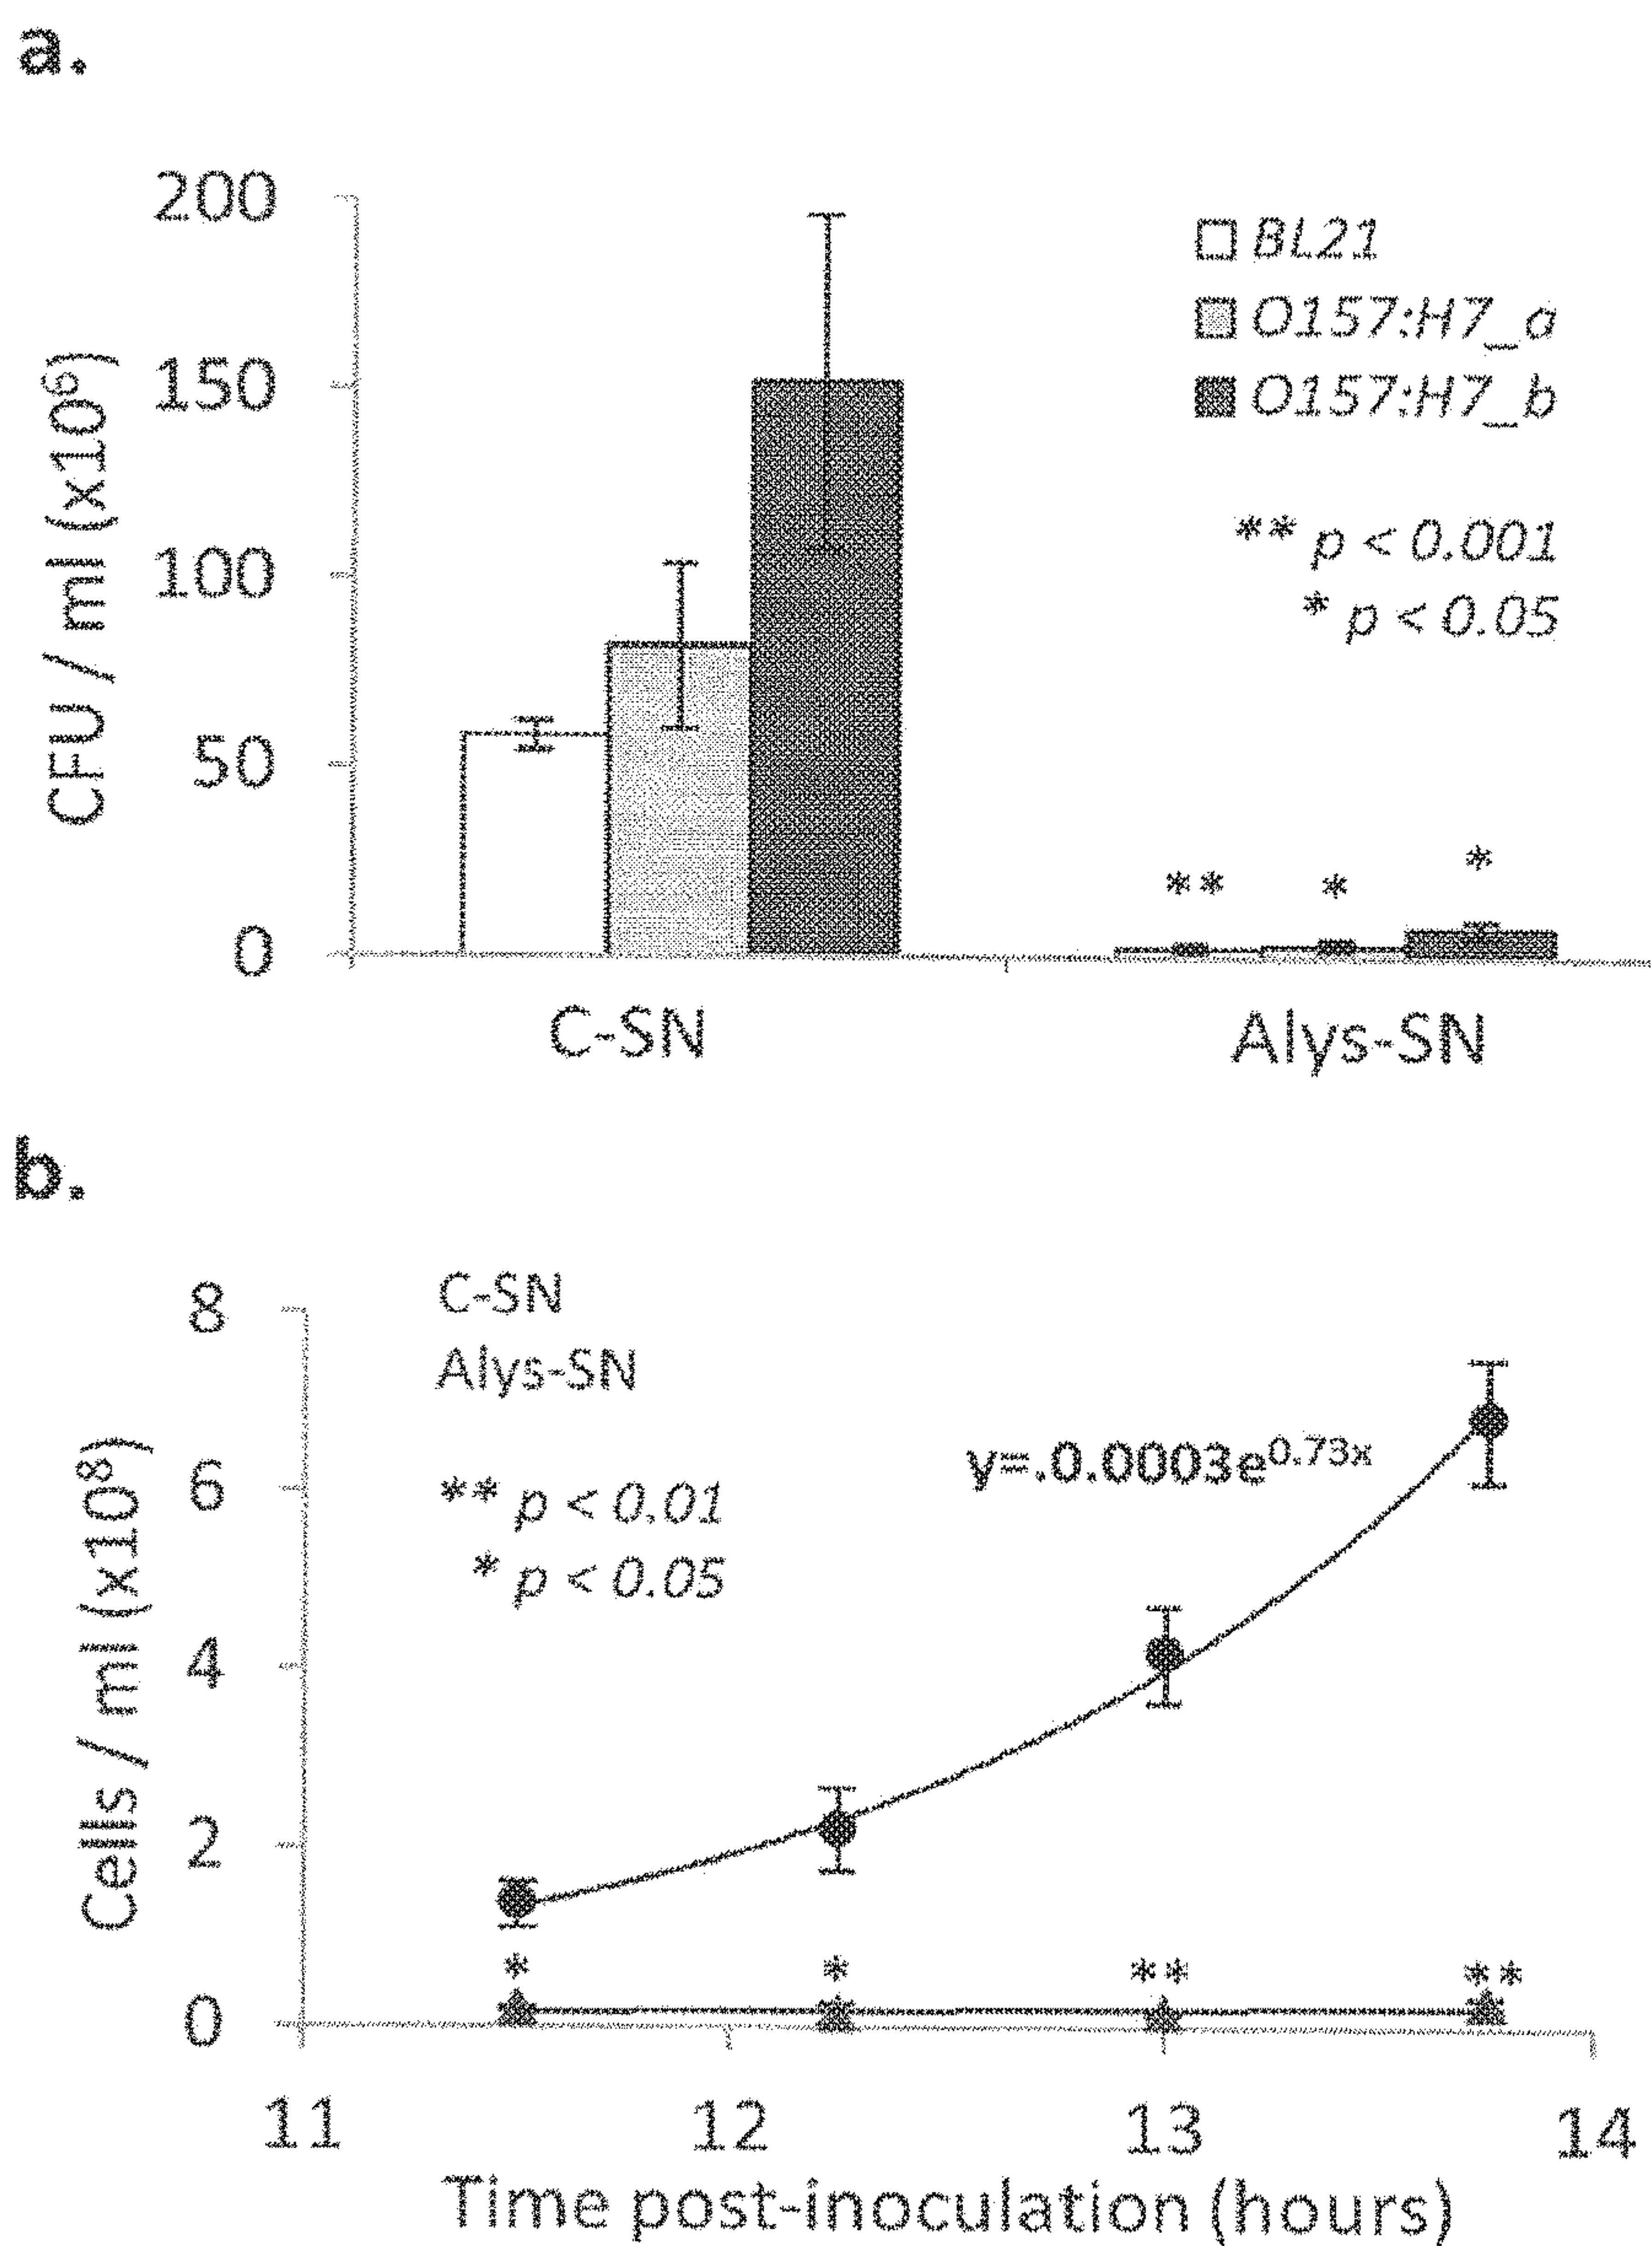 a.
200
150
100
50
0
CFU / ml (x10⁶)
BL21
O157:H7_a
O157:H7_b
** p < 0.001
* p < 0.05
** * *
C-SN Alys-SN
b.
8
6
4
2
0
Cells / ml (x10⁸)
C-SN
Alys-SN
** p < 0.01
* p < 0.05
y=.0.0003e⁰·⁷³ˣ
* * ** **
11 12 13 14
Time post-inoculation (hours)